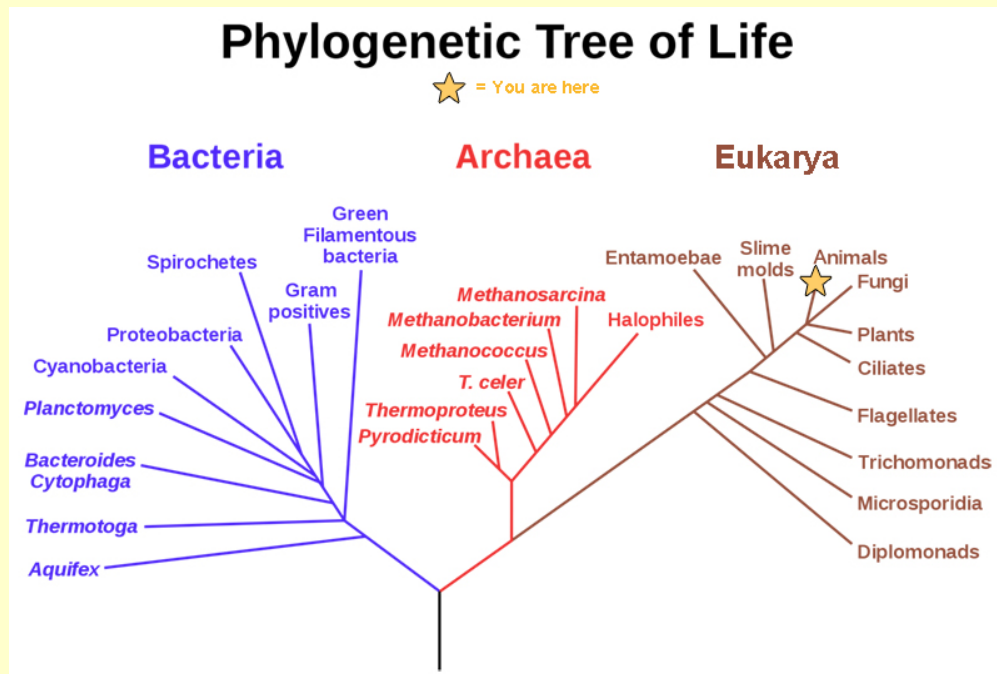 Phylogenetic Tree of Life
= You are here
Bacteria
Archaea
Eukarya
Green
Filamentous
bacteria
Spirochetes
Gram
positives
Proteobacteria
Cyanobacteria
Planctomyces
Bacteroides
Cytophaga
Thermotoga
Aquifex
Methanosarcina
Methanobacterium
Halophiles
Methanococcus
T. celer
Thermoproteus
Pyrodicticum
Entamoebae
Slime
molds
Animals
Fungi
Plants
Ciliates
Flagellates
Trichomonads
Microsporidia
Diplomonads